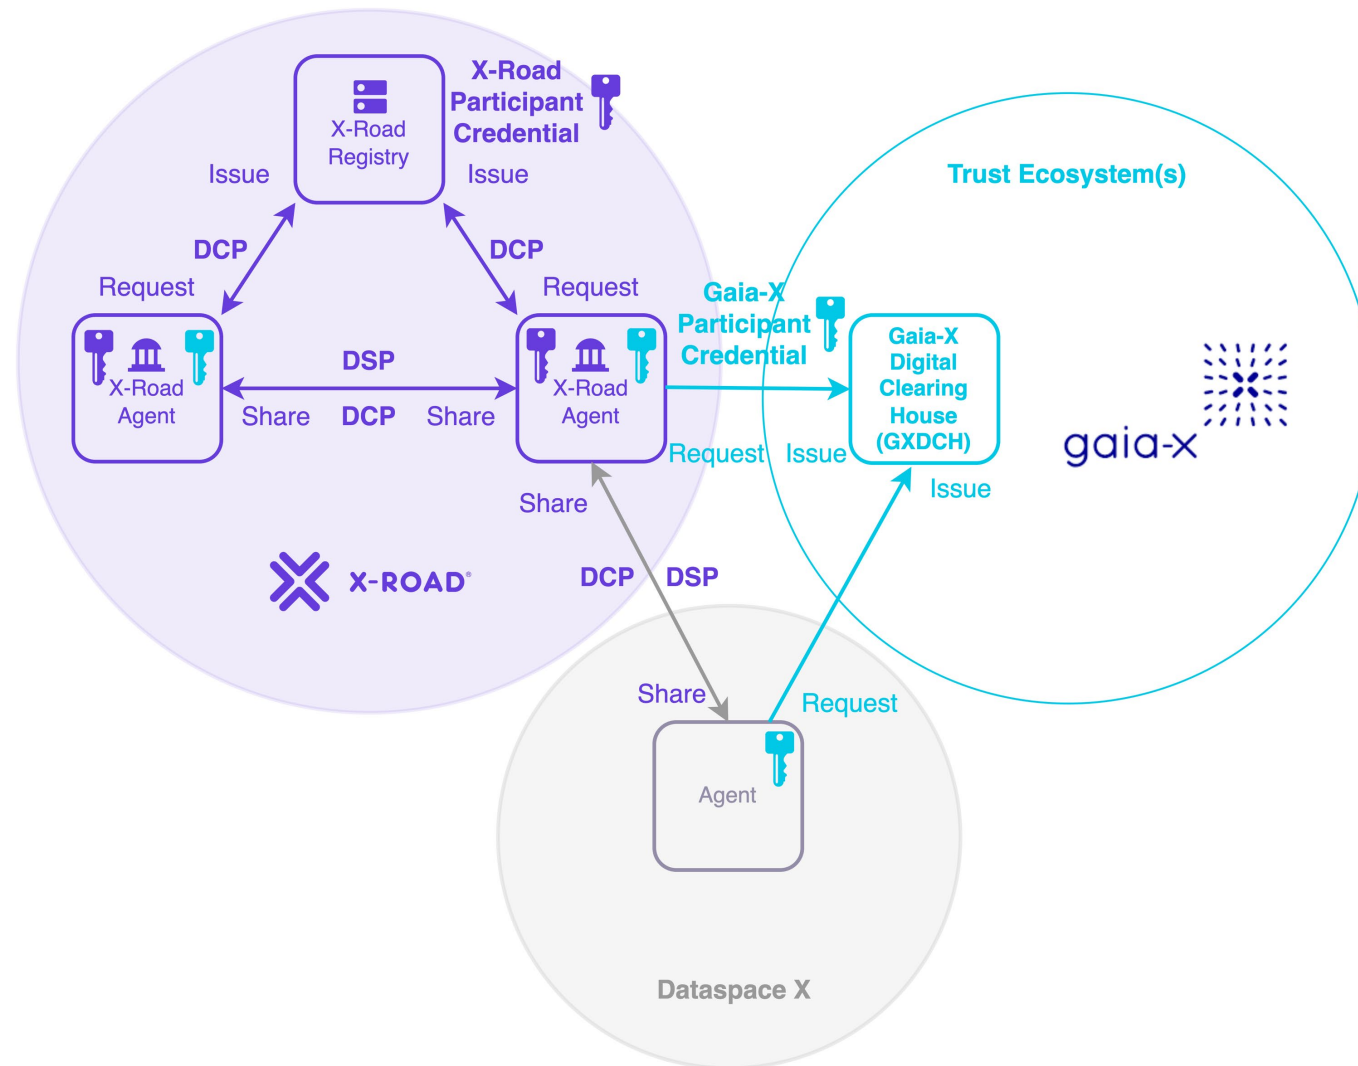 X-Road
Participant
Credential
X-Road
Registry
Issue
Issue
DCP
DCP
Request
Request
Trust Ecosystem(s)
Gaia-X
Participant
Credential
X-Road
Agent
DSP
Share
DCP
Share
X-Road
Agent
Gaia-X
Digital
Clearing
House
(GXDCH)
gaia-x
Request
Issue
Issue
Share
X-ROAD®
DCP
DSP
Share
Request
Agent
Dataspace X